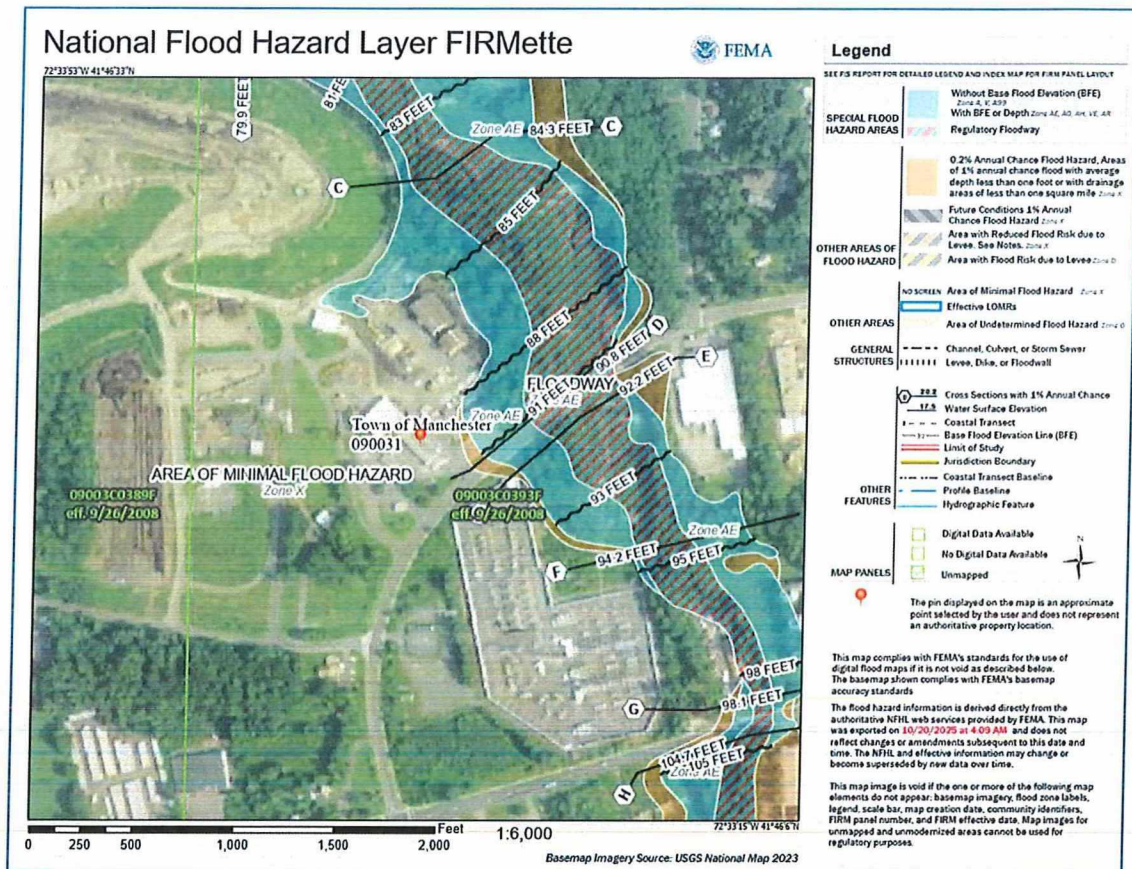 National Flood Hazard Layer FIRMette
FEMA
72°33'53"W 41°46'33"N
79.9 FEET
81 FE
83 FEET
Zone AE
84.3 FEET
C
C
85 FEET
88 FEET
90.8 FEET
D
92.2 FEET
E
FLOODWAY
Zone AE
91 FEET
Zone AE
Town of Manchester
090031
AREA OF MINIMAL FLOOD HAZARD
Zone X
09003C0389F
eff. 9/26/2008
09003C0393F
eff. 9/26/2008
93 FEET
Zone AE
94.2 FEET
F
95 FEET
98 FEET
98.1 FEET
G
104.7 FEET
105 FEET
Zone AE
H
72°33'15"W 41°46'6"N
0 250 500 1,000 1,500 2,000
Feet
1:6,000
Basemap Imagery Source: USGS National Map 2023
Legend
SEE FIS REPORT FOR DETAILED LEGEND AND INDEX MAP FOR FIRM PANEL LAYOUT
SPECIAL FLOOD
HAZARD AREAS
Without Base Flood Elevation (BFE)
Zone A, V, A99
With BFE or Depth Zone AE, AO, AH, VE, AR
Regulatory Floodway
0.2% Annual Chance Flood Hazard, Areas
of 1% annual chance flood with average
depth less than one foot or with drainage
areas of less than one square mile Zone X
Future Conditions 1% Annual
Chance Flood Hazard Zone X
OTHER AREAS OF
FLOOD HAZARD
Area with Reduced Flood Risk due to
Levee. See Notes. Zone X
Area with Flood Risk due to Levee Zone D
NO SCREEN Area of Minimal Flood Hazard Zone X
Effective LOMRs
OTHER AREAS
Area of Undetermined Flood Hazard Zone D
GENERAL
STRUCTURES
Channel, Culvert, or Storm Sewer
Levee, Dike, or Floodwall
B 20.2 Cross Sections with 1% Annual Chance
17.5 Water Surface Elevation
Coastal Transect
Base Flood Elevation Line (BFE)
Limit of Study
Jurisdiction Boundary
Coastal Transect Baseline
OTHER
FEATURES
Profile Baseline
Hydrographic Feature
Digital Data Available
No Digital Data Available
MAP PANELS
Unmapped
N
The pin displayed on the map is an approximate
point selected by the user and does not represent
an authoritative property location.
This map complies with FEMA's standards for the use of
digital flood maps if it is not void as described below.
The basemap shown complies with FEMA's basemap
accuracy standards
The flood hazard information is derived directly from the
authoritative NFHL web services provided by FEMA. This map
was exported on 10/20/2025 at 4:09 AM and does not
reflect changes or amendments subsequent to this date and
time. The NFHL and effective information may change or
become superseded by new data over time.
This map image is void if the one or more of the following map
elements do not appear: basemap imagery, flood zone labels,
legend, scale bar, map creation date, community identifiers,
FIRM panel number, and FIRM effective date. Map images for
unmapped and unmodernized areas cannot be used for
regulatory purposes.